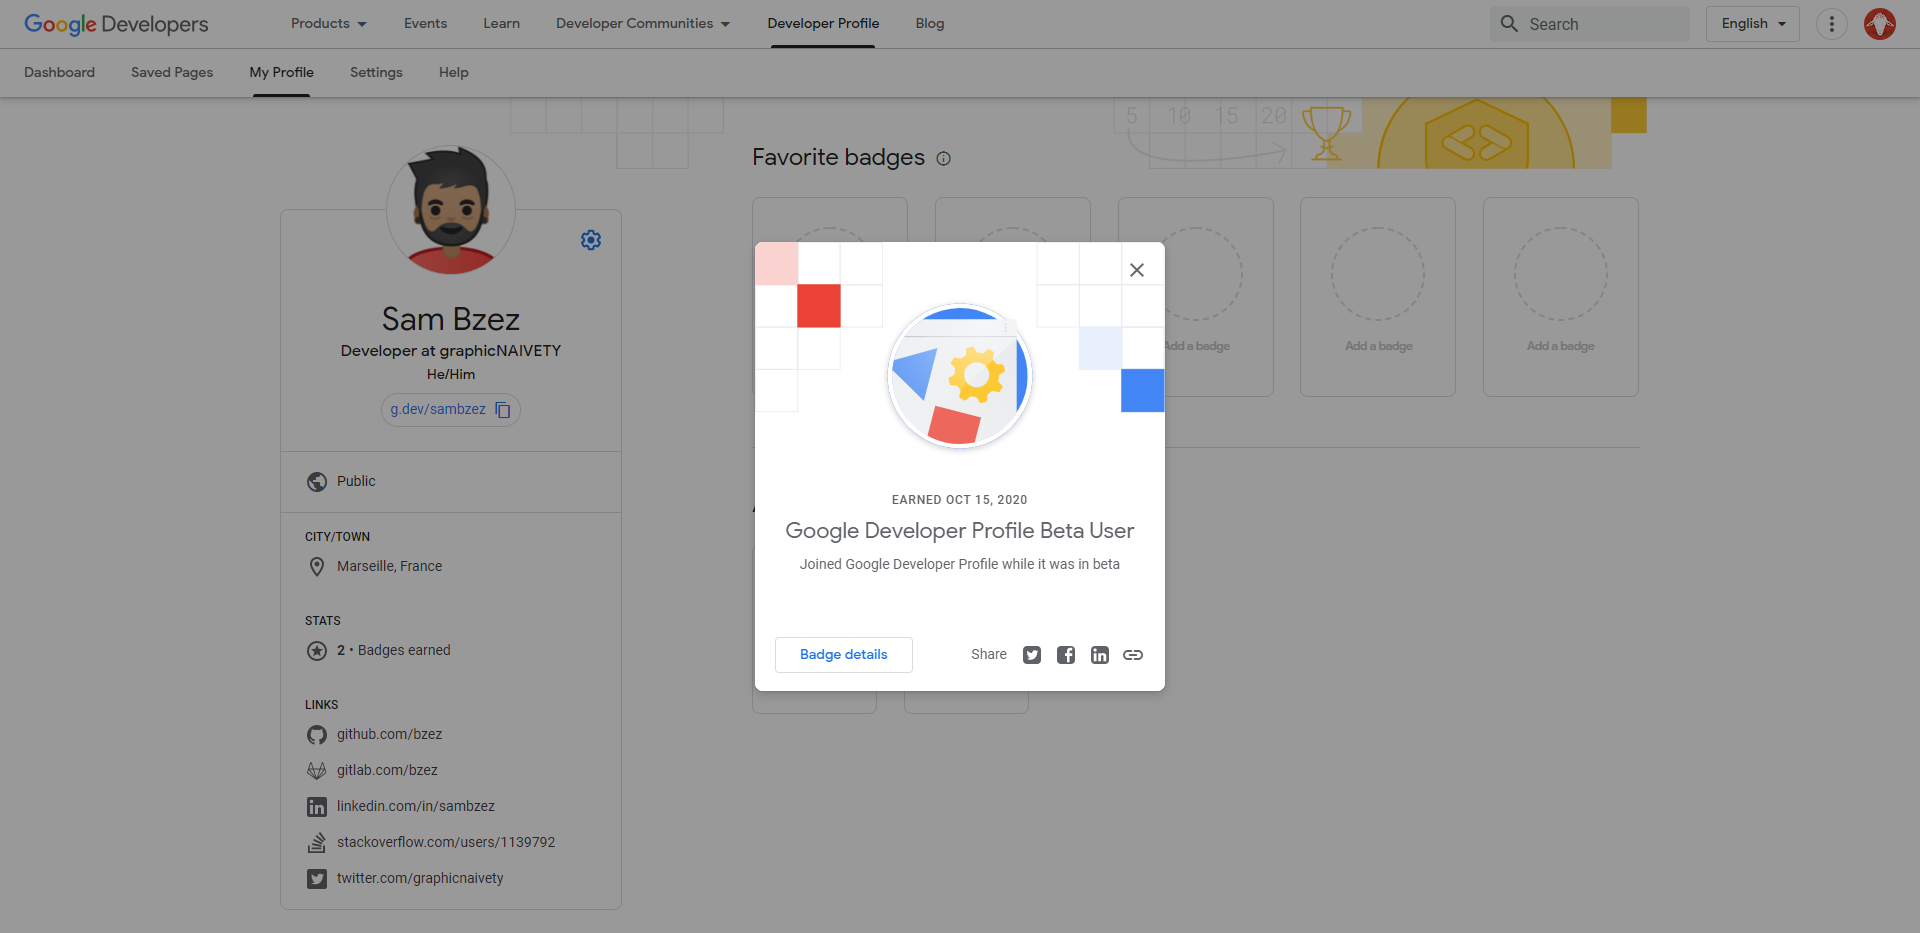 Google Developers
Products
Events
Learn
Developer Communities
Developer Profile
Blog
Search
English
Dashboard
Saved Pages
My Profile
Settings
Help
5 10 15 20
Favorite badges
Sam Bzez
Developer at graphicNAIVETY
He/Him
g.dev/sambzez
Public
CITY/TOWN
Marseille, France
STATS
2 • Badges earned
LINKS
github.com/bzez
gitlab.com/bzez
linkedin.com/in/sambzez
stackoverflow.com/users/1139792
twitter.com/graphicnaivety
Add a badge
Add a badge
Add a badge
EARNED OCT 15, 2020
Google Developer Profile Beta User
Joined Google Developer Profile while it was in beta
Badge details
Share